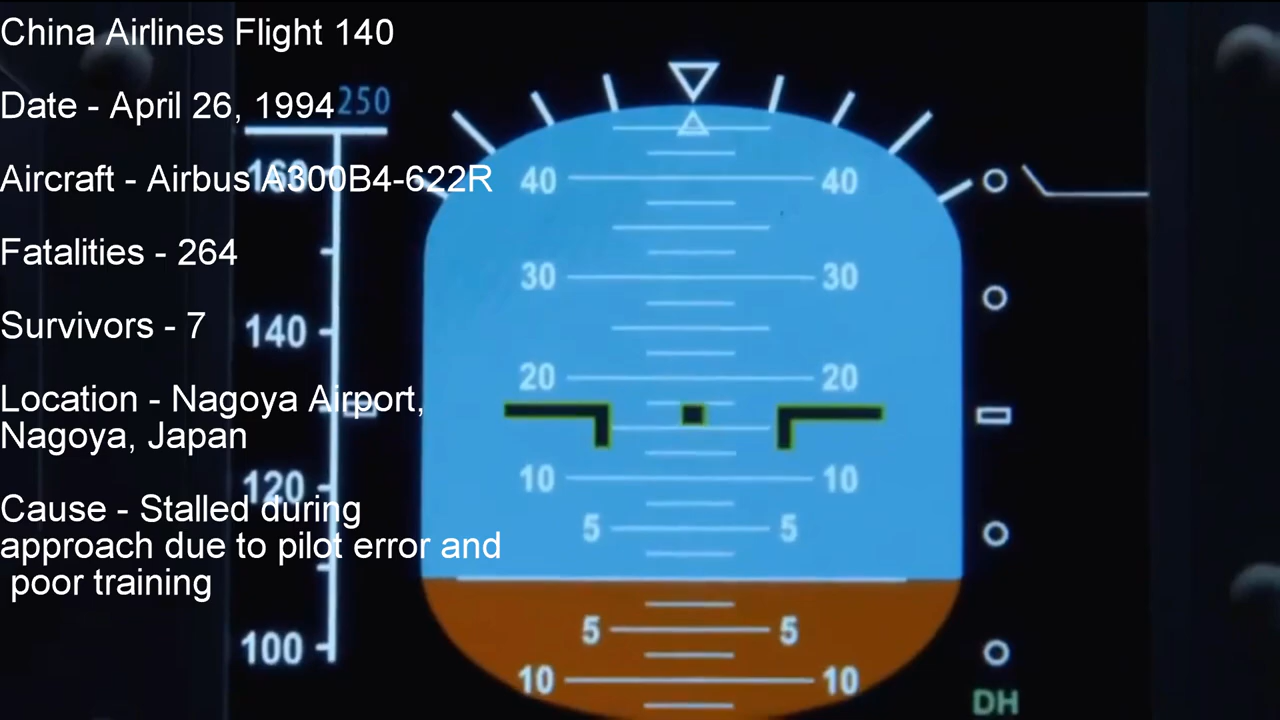 China Airlines Flight 140
Date - April 26, 1994
250
Aircraft - Airbus A300B4-622R
160
40 40
Fatalities - 264
30 30
Survivors - 7
140
20 20
Location - Nagoya Airport,
Nagoya, Japan
10 10
120
Cause - Stalled during
5 5
approach due to pilot error and
poor training
5 5
100
10 10
DH